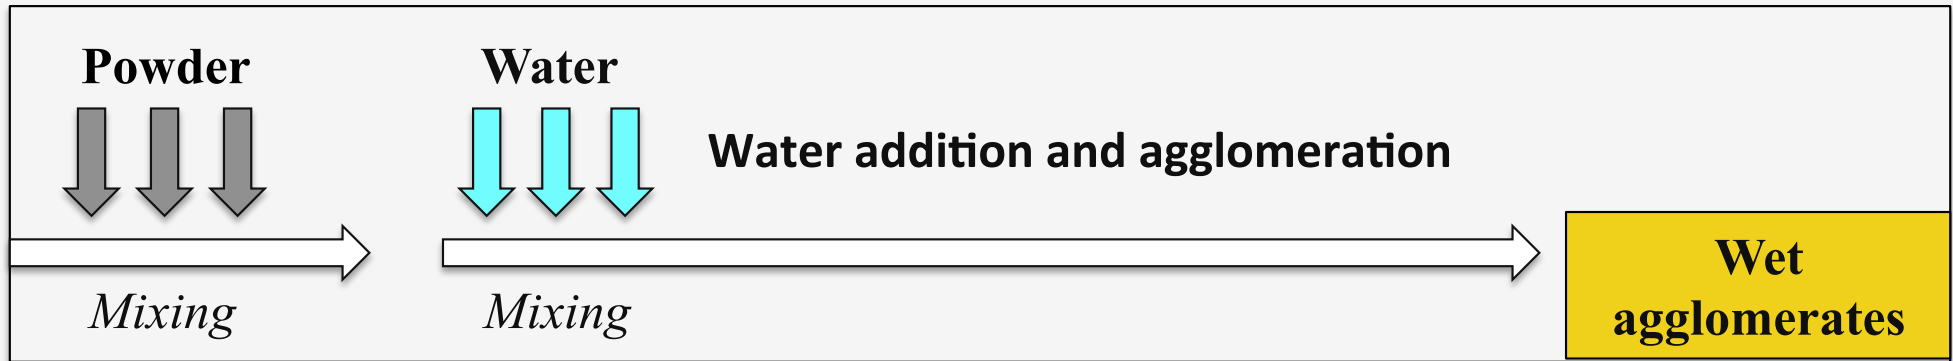 Powder
Water
Water addition and agglomeration
Mixing
Mixing
Wet
agglomerates